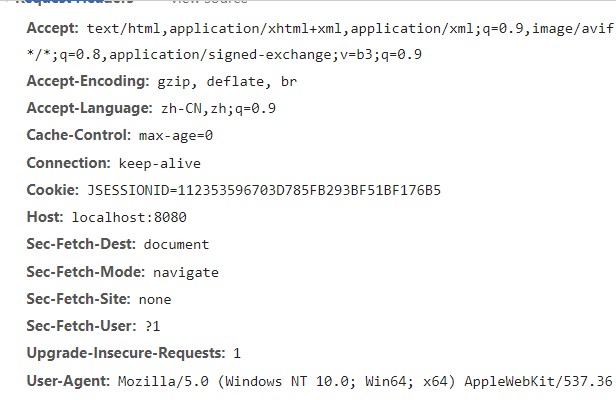 Request Headers view source
Accept: text/html,application/xhtml+xml,application/xml;q=0.9,image/avif
*/*;q=0.8,application/signed-exchange;v=b3;q=0.9
Accept-Encoding: gzip, deflate, br
Accept-Language: zh-CN,zh;q=0.9
Cache-Control: max-age=0
Connection: keep-alive
Cookie: JSESSIONID=112353596703D785FB293BF51BF176B5
Host: localhost:8080
Sec-Fetch-Dest: document
Sec-Fetch-Mode: navigate
Sec-Fetch-Site: none
Sec-Fetch-User: ?1
Upgrade-Insecure-Requests: 1
User-Agent: Mozilla/5.0 (Windows NT 10.0; Win64; x64) AppleWebKit/537.36